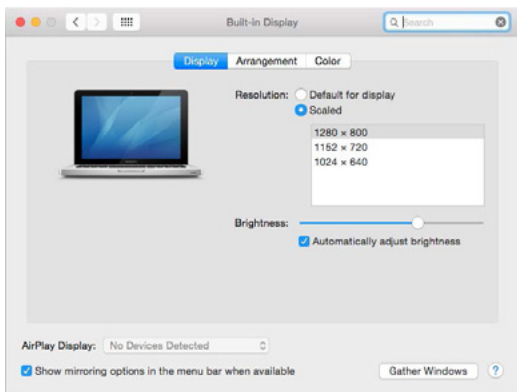 Built-in Display
Search
Display Arrangement Color
Resolution: Default for display
Scaled
1280 × 800
1152 × 720
1024 × 640
Brightness:
Automatically adjust brightness
AirPlay Display: No Devices Detected
Show mirroring options in the menu bar when available
Gather Windows ?